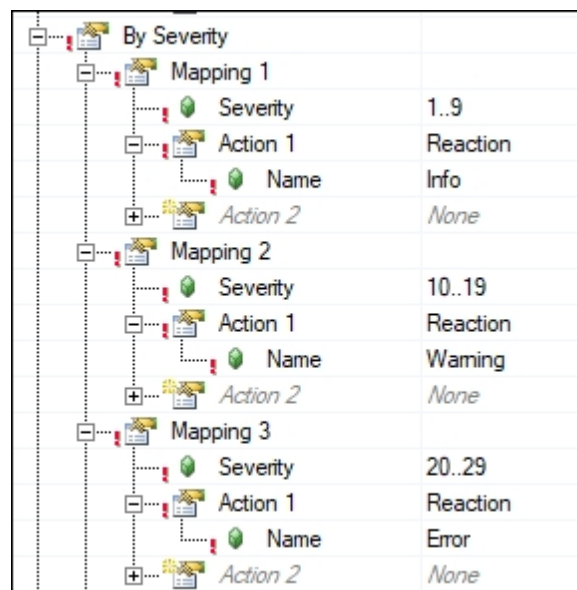 By Severity
Mapping 1
Severity 1..9
Action 1 Reaction
Name Info
Action 2 None
Mapping 2
Severity 10..19
Action 1 Reaction
Name Warning
Action 2 None
Mapping 3
Severity 20..29
Action 1 Reaction
Name Error
Action 2 None